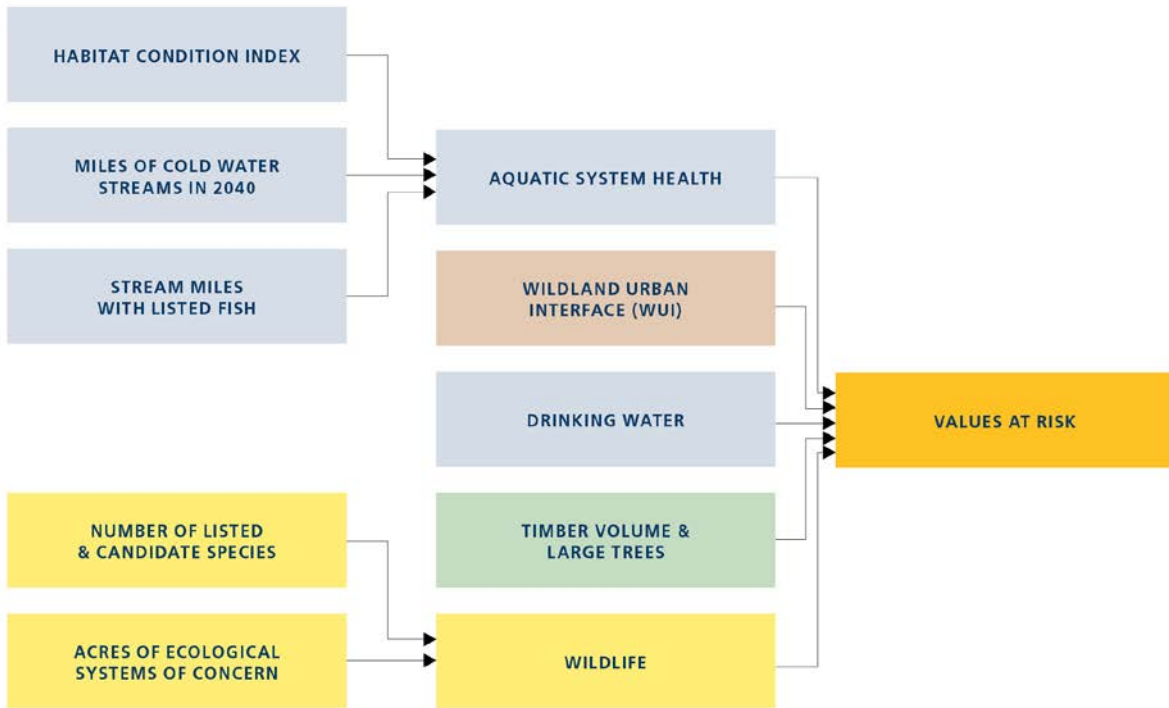 HABITAT CONDITION INDEX
MILES OF COLD WATER
STREAMS IN 2040
STREAM MILES
WITH LISTED FISH
AQUATIC SYSTEM HEALTH
WILDLAND URBAN
INTERFACE (WUI)
DRINKING WATER
VALUES AT RISK
NUMBER OF LISTED
& CANDIDATE SPECIES
TIMBER VOLUME &
LARGE TREES
ACRES OF ECOLOGICAL
SYSTEMS OF CONCERN
WILDLIFE